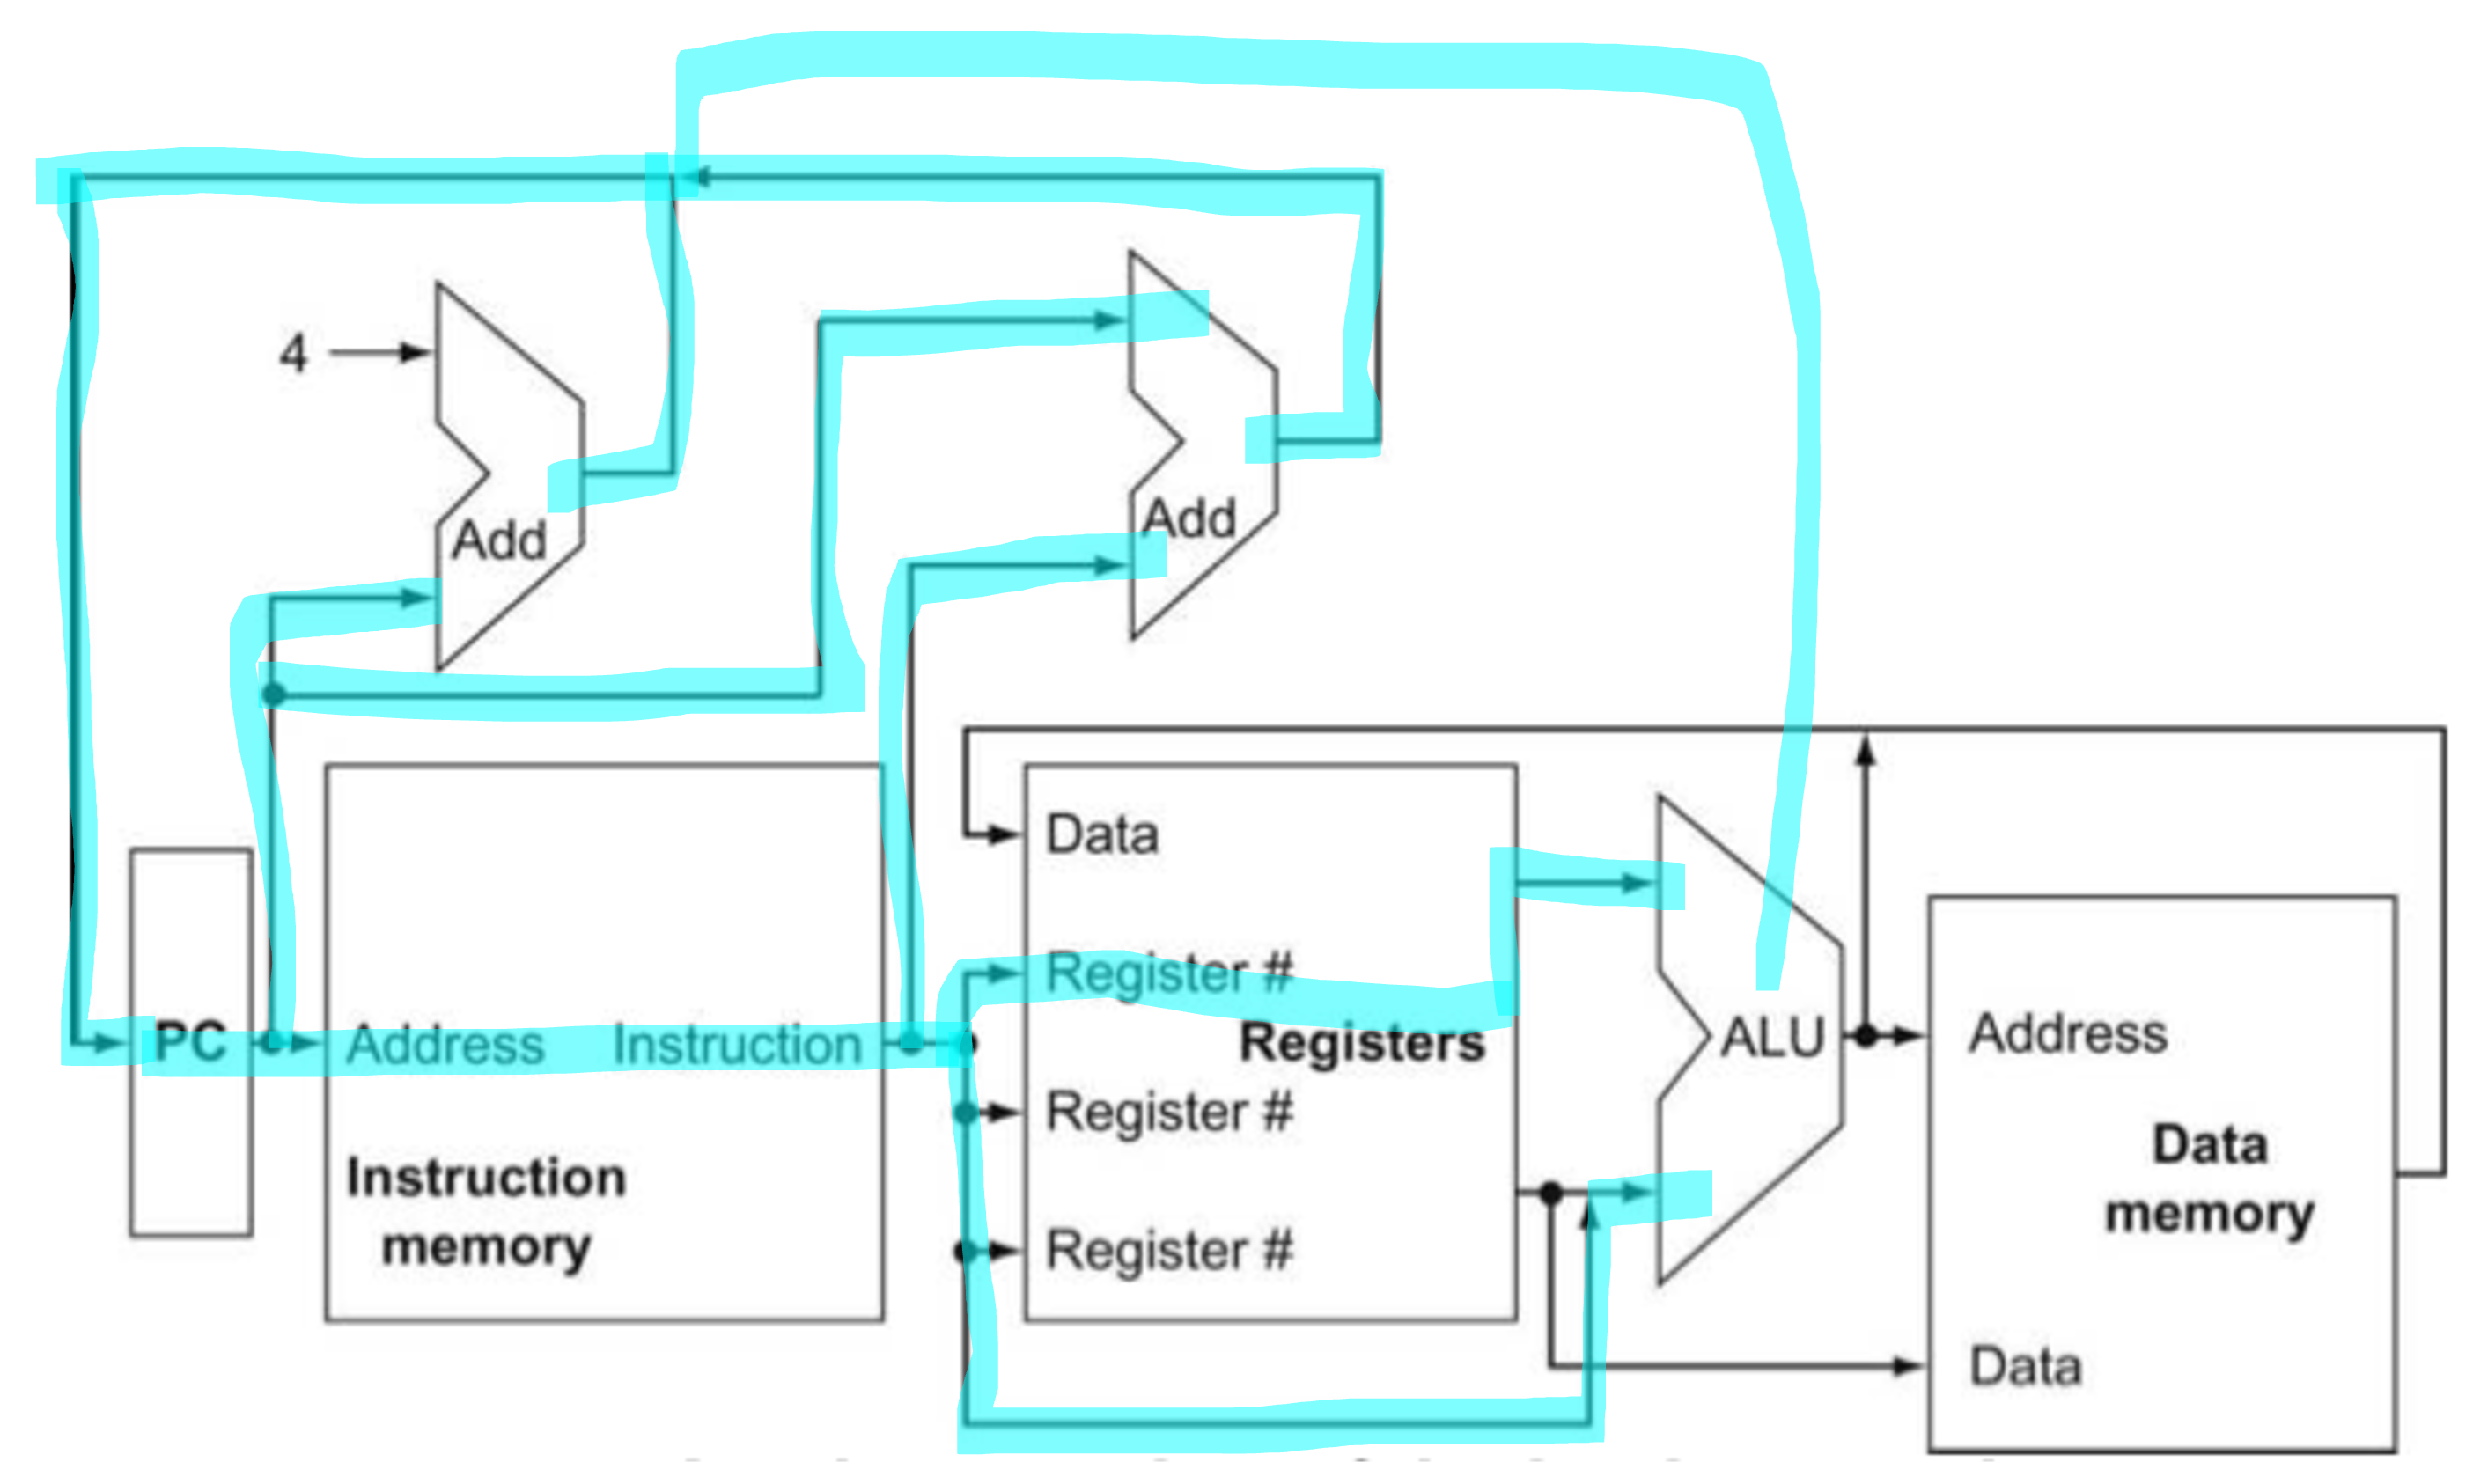 4
Add
Add
Data
Register #
PC
Address
Instruction
Registers
ALU
Address
Register #
Instruction
memory
Data
memory
Register #
Data